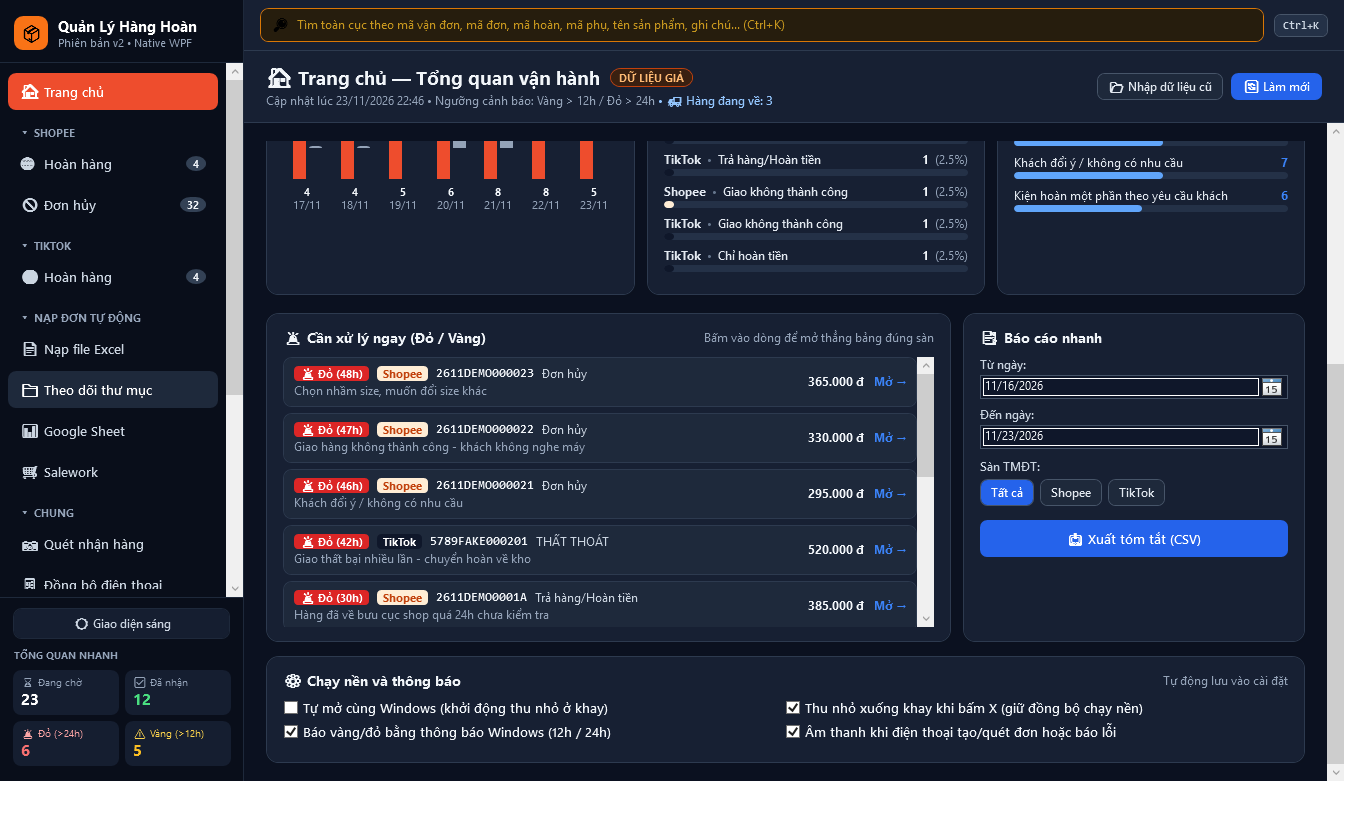 Quản Lý Hàng Hoàn
Phiên bản v2 • Native WPF
Trang chủ
SHOPEE
Hoàn hàng 4
Đơn hủy 32
TIKTOK
Hoàn hàng 4
NẠP ĐƠN TỰ ĐỘNG
Nạp file Excel
Theo dõi thư mục
Google Sheet
Salework
CHUNG
Quét nhận hàng
Đồng bộ điện thoại
Giao diện sáng
TỔNG QUAN NHANH
Đang chờ
23
Đã nhận
12
Đỏ (>24h)
6
Vàng (>12h)
5
Tìm toàn cục theo mã vận đơn, mã đơn, mã hoàn, mã phụ, tên sản phẩm, ghi chú... (Ctrl+K)
Ctrl+K
Trang chủ — Tổng quan vận hành
DỮ LIỆU GIẢ
Cập nhật lúc 23/11/2026 22:46 • Ngưỡng cảnh báo: Vàng > 12h / Đỏ > 24h • Hàng đang về: 3
Nhập dữ liệu cũ
Làm mới
4 4 5 6 8 8 5
17/11 18/11 19/11 20/11 21/11 22/11 23/11
TikTok • Trả hàng/Hoàn tiền 1 (2.5%)
Shopee • Giao không thành công 1 (2.5%)
TikTok • Giao không thành công 1 (2.5%)
TikTok • Chỉ hoàn tiền 1 (2.5%)
Khách đổi ý / không có nhu cầu 7
Kiện hoàn một phần theo yêu cầu khách 6
Cần xử lý ngay (Đỏ / Vàng)
Bấm vào dòng để mở thẳng bảng đúng sàn
Đỏ (48h) Shopee 2611DEMO000023 Đơn hủy
Chọn nhầm size, muốn đổi size khác
365.000 đ Mở →
Đỏ (47h) Shopee 2611DEMO000022 Đơn hủy
Giao hàng không thành công - khách không nghe máy
330.000 đ Mở →
Đỏ (46h) Shopee 2611DEMO000021 Đơn hủy
Khách đổi ý / không có nhu cầu
295.000 đ Mở →
Đỏ (42h) TikTok 5789FAKE000201 THẤT THOÁT
Giao thất bại nhiều lần - chuyển hoàn về kho
520.000 đ Mở →
Đỏ (30h) Shopee 2611DEMO0001A Trả hàng/Hoàn tiền
Hàng đã về bưu cục shop quá 24h chưa kiểm tra
385.000 đ Mở →
Báo cáo nhanh
Từ ngày:
11/16/2026
15
Đến ngày:
11/23/2026
15
Sàn TMĐT:
Tất cả
Shopee
TikTok
Xuất tóm tắt (CSV)
Chạy nền và thông báo
Tự động lưu vào cài đặt
Tự mở cùng Windows (khởi động thu nhỏ ở khay)
Thu nhỏ xuống khay khi bấm X (giữ đồng bộ chạy nền)
Báo vàng/đỏ bằng thông báo Windows (12h / 24h)
Âm thanh khi điện thoại tạo/quét đơn hoặc báo lỗi